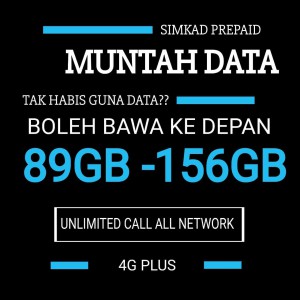 SIMKAD PREPAID
MUNTAH DATA
TAK HABIS GUNA DATA??
BOLEH BAWA KE DEPAN
89GB -156GB
UNLIMITED CALL ALL NETWORK
4G PLUS